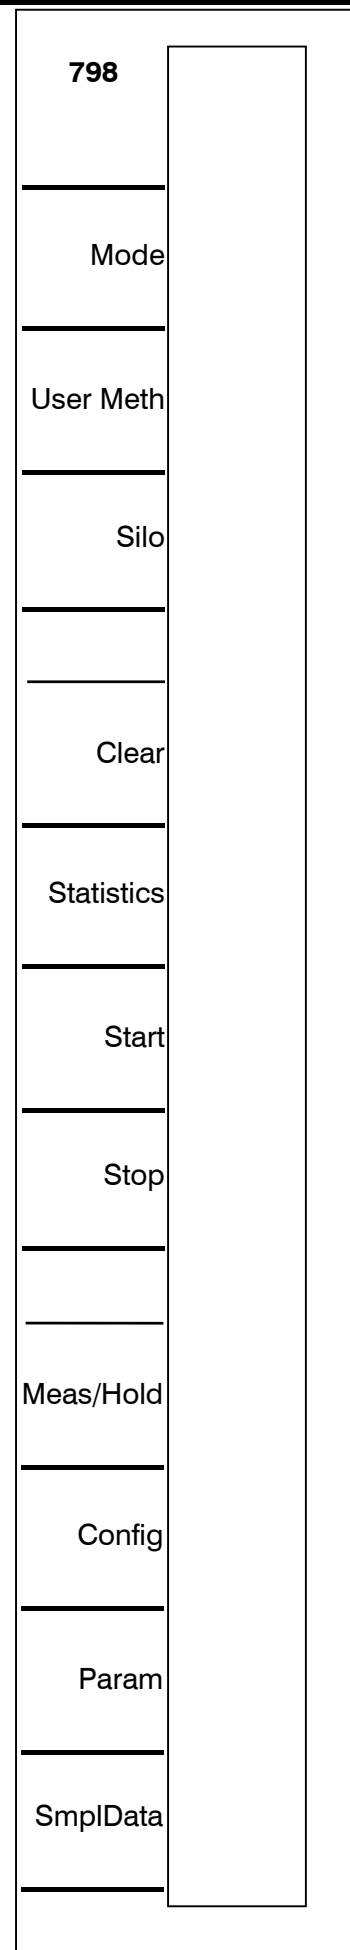 798
Mode
User Meth
Silo
Clear
Statistics
Start
Stop
Meas/Hold
Config
Param
SmplData